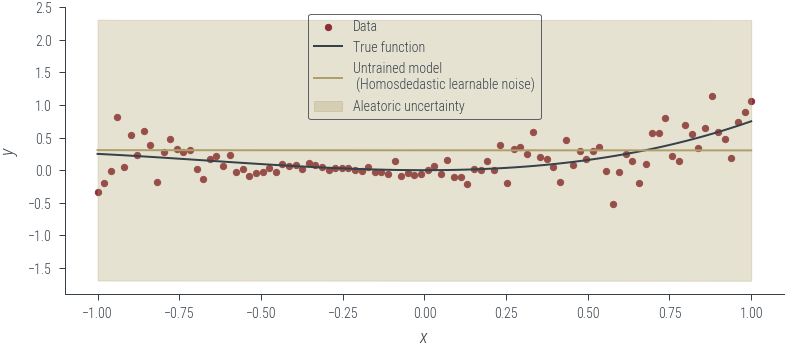 2.5
2.0
1.5
1.0
0.5
0.0
−0.5
−1.0
−1.5
y
Data
True function
Untrained model
(Homosdedastic learnable noise)
Aleatoric uncertainty
−1.00 −0.75 −0.50 −0.25 0.00 0.25 0.50 0.75 1.00
x